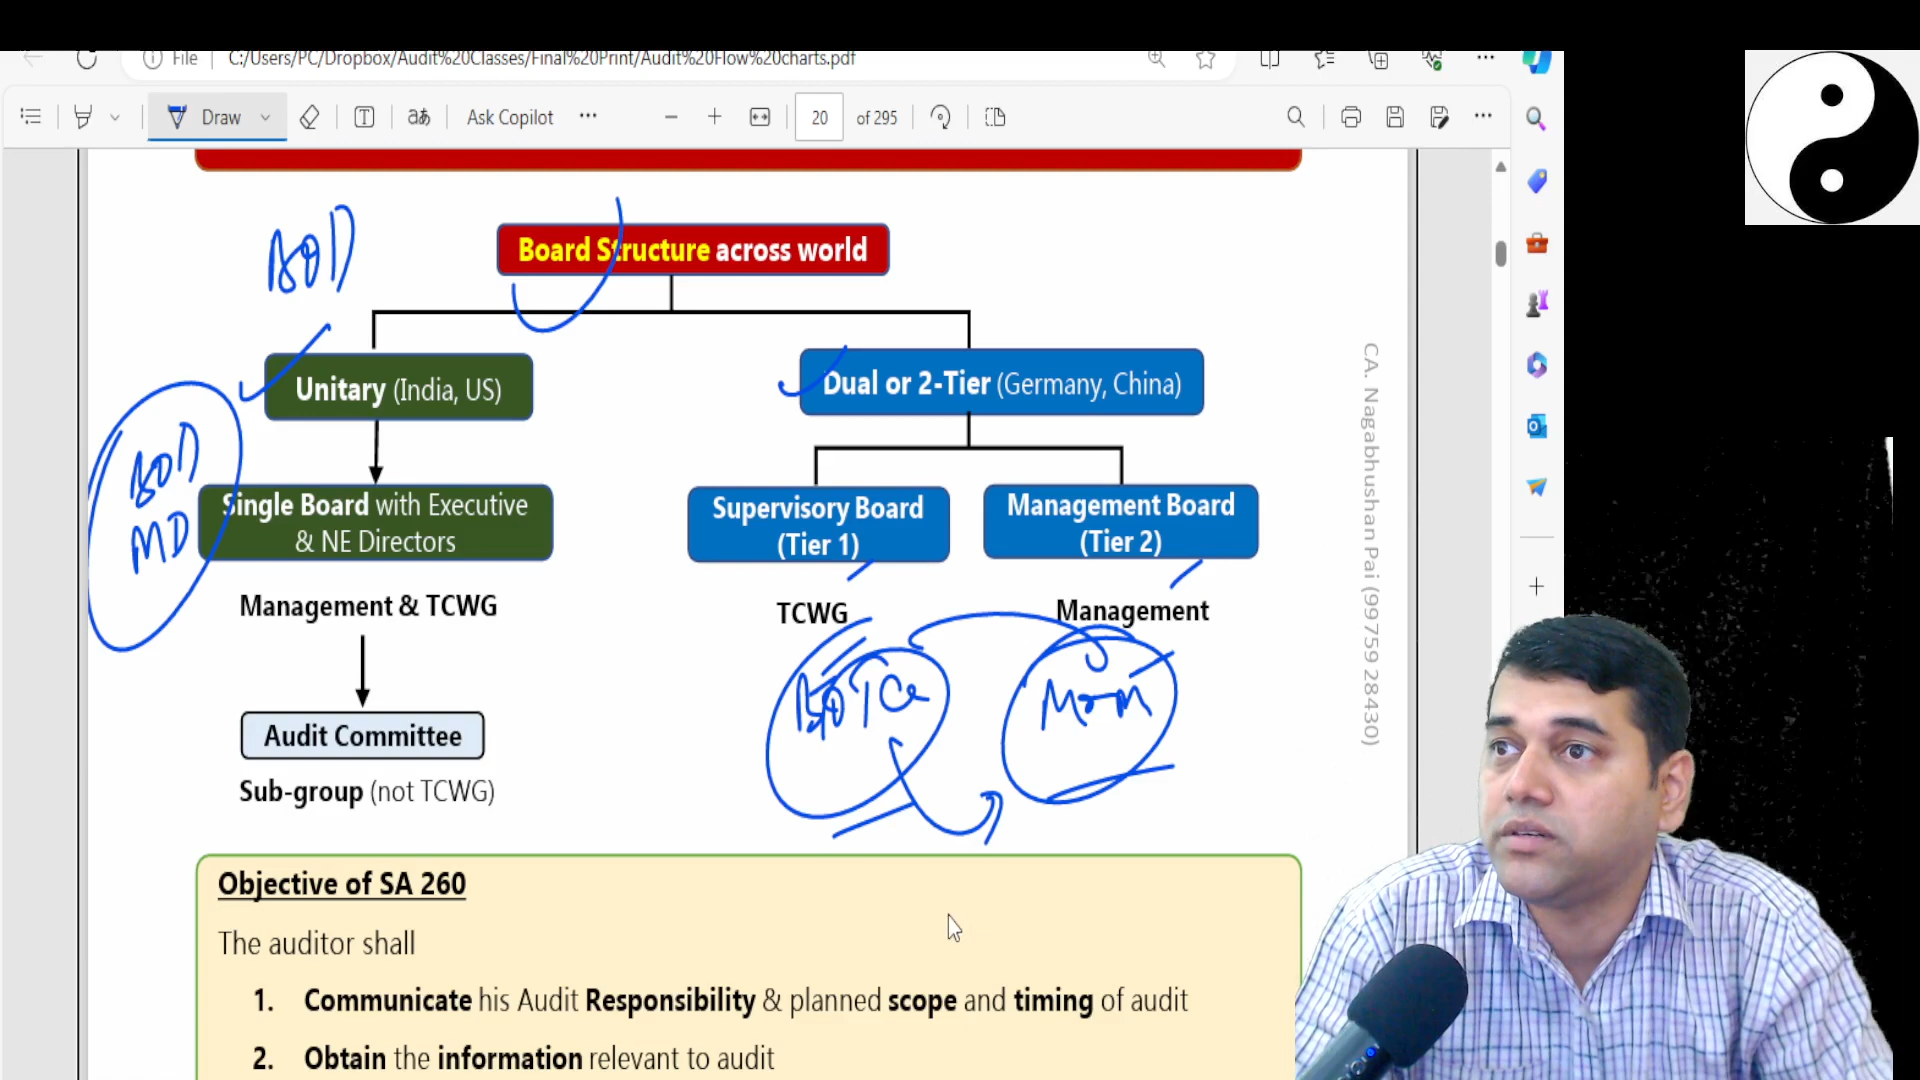 File C:/Users/PC/Dropbox/Audit%20Classes/Final%20Print/Audit%20Flow%20charts.pdf
Draw
Ask Copilot
20 of 295
Board Structure across world
BOD
Unitary (India, US)
Dual or 2-Tier (Germany, China)
BOD
MD
Single Board with Executive
& NE Directors
Supervisory Board
(Tier 1)
Management Board
(Tier 2)
Management & TCWG
TCWG
Management
Audit Committee
Sub-group (not TCWG)
CA. Nagabhushan Pai (99759 28430)
Objective of SA 260
The auditor shall
1. Communicate his Audit Responsibility & planned scope and timing of audit
2. Obtain the information relevant to audit